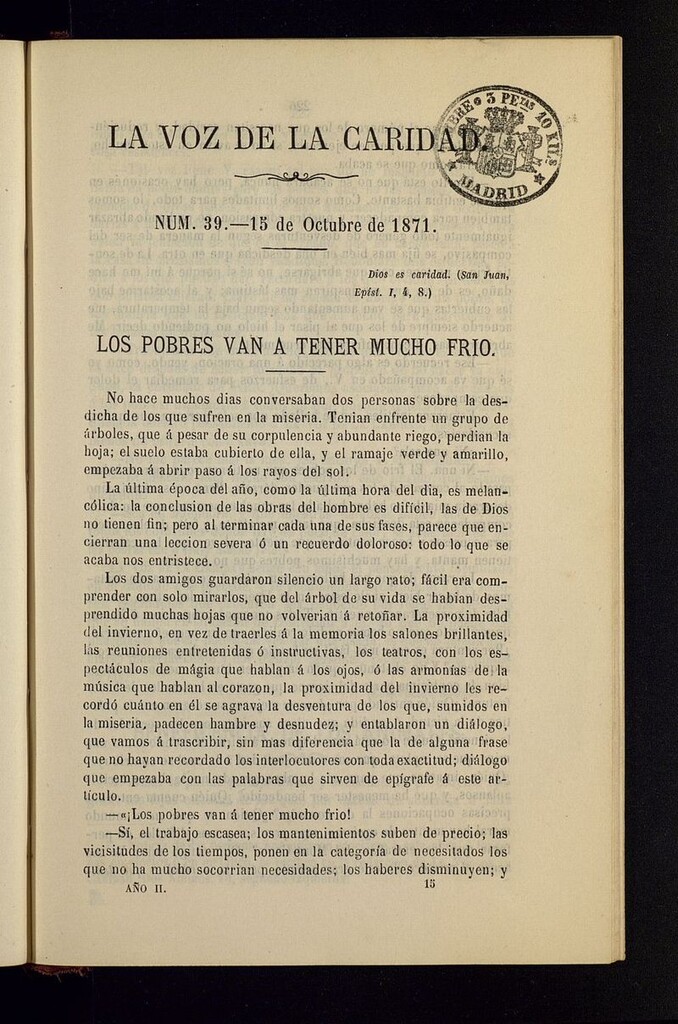 LA VOZ DE LA CARIDAD.
3 PETAS 10 KILS
MADRID
NUM. 39.—15 de Octubre de 1871.
Dios es caridad. (San Juan,
Epíst. I, 4, 8.)
LOS POBRES VAN A TENER MUCHO FRIO.
No hace muchos dias conversaban dos personas sobre la des-
dicha de los que sufren en la miseria. Tenian enfrente un grupo de
árboles, que á pesar de su corpulencia y abundante riego, perdian la
hoja; el suelo estaba cubierto de ella, y el ramaje verde y amarillo,
empezaba á abrir paso á los rayos del sol.
La última época del año, como la última hora del dia, es melan-
cólica: la conclusion de las obras del hombre es difícil, las de Dios
no tienen fin; pero al terminar cada una de sus fases, parece que en-
cierran una leccion severa ó un recuerdo doloroso: todo lo que se
acaba nos entristece.
Los dos amigos guardaron silencio un largo rato; fácil era com-
prender con solo mirarlos, que del árbol de su vida se habian des-
prendido muchas hojas que no volverian á retoñar. La proximidad
del invierno, en vez de traerles á la memoria los salones brillantes,
las reuniones entretenidas ó instructivas, los teatros, con los es-
pectáculos de mágia que hablan á los ojos, ó las armonías de la
música que hablan al corazon, la proximidad del invierno les re-
cordó cuánto en él se agrava la desventura de los que, sumidos en
la miseria, padecen hambre y desnudez; y entablaron un diálogo,
que vamos á trascribir, sin mas diferencia que la de alguna frase
que no hayan recordado los interlocutores con toda exactitud; diálogo
que empezaba con las palabras que sirven de epígrafe á este ar-
tículo.
—«¡Los pobres van á tener mucho frio!
—Sí, el trabajo escasea; los mantenimientos suben de precio; las
vicisitudes de los tiempos, ponen en la categoría de necesitados los
que no ha mucho socorrian necesidades; los haberes disminuyen; y
AÑO II. 15